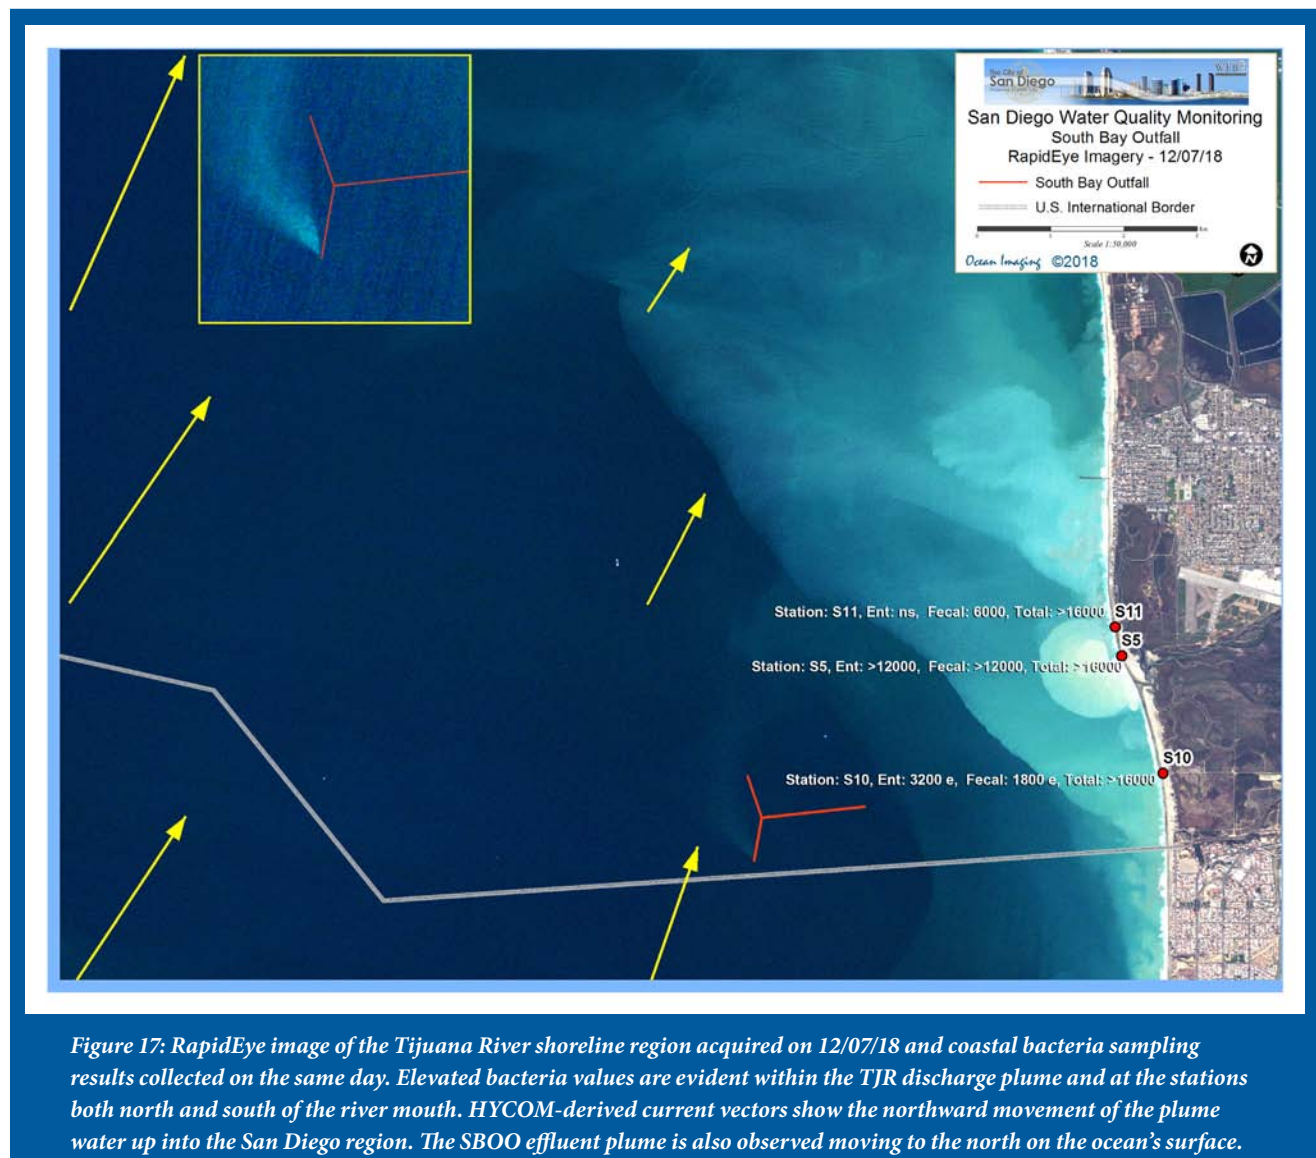 The City of
San Diego
San Diego Water Quality Monitoring
South Bay Outfall
RapidEye Imagery - 12/07/18
South Bay Outfall
U.S. International Border
0 1 2 3 Km
Scale 1:50,000
Ocean Imaging ©2018
N
Station: S11, Ent: ns, Fecal: 6000, Total: >16000
S11
S5
Station: S5, Ent: >12000, Fecal: >12000, Total: >16000
S10
Station: S10, Ent: 3200 e, Fecal: 1800 e, Total: >16000
Figure 17: RapidEye image of the Tijuana River shoreline region acquired on 12/07/18 and coastal bacteria sampling
results collected on the same day. Elevated bacteria values are evident within the TJR discharge plume and at the stations
both north and south of the river mouth. HYCOM-derived current vectors show the northward movement of the plume
water up into the San Diego region. The SBOO effluent plume is also observed moving to the north on the ocean's surface.